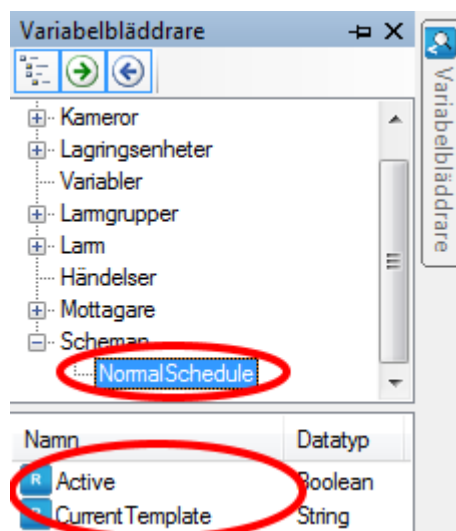 Variabelbläddrare
Kameror
Lagringsenheter
Variabler
Larmgrupper
Larm
Händelser
Mottagare
Scheman
NormalSchedule
Namn Datatyp
R Active Boolean
R CurrentTemplate String
Variabelbläddrare